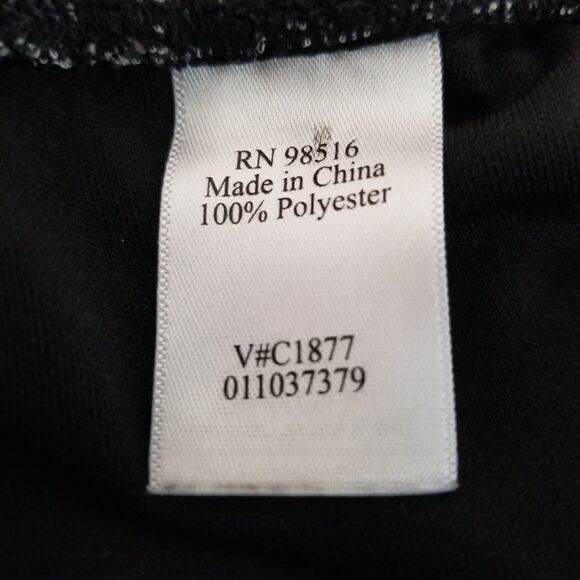 RN 98516
Made in China
100% Polyester
V#C1877
011037379